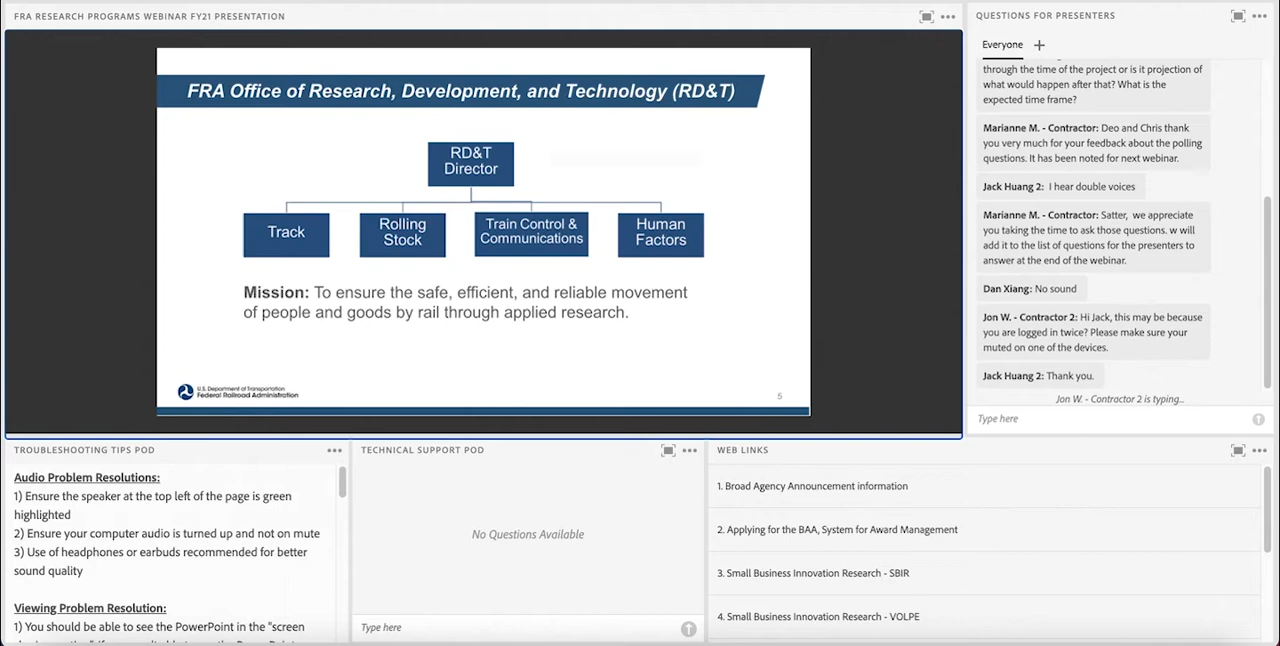 FRA RESEARCH PROGRAMS WEBINAR FY21 PRESENTATION
FRA Office of Research, Development, and Technology (RD&T)
RD&T
Director
Track
Rolling
Stock
Train Control &
Communications
Human
Factors
Mission: To ensure the safe, efficient, and reliable movement
of people and goods by rail through applied research.
U.S. Department of Transportation
Federal Railroad Administration
5
QUESTIONS FOR PRESENTERS
Everyone +
through the time of the project or is it projection of
what would happen after that? What is the
expected time frame?
Marianne M. - Contractor: Deo and Chris thank
you very much for your feedback about the polling
questions. It has been noted for next webinar.
Jack Huang 2: I hear double voices
Marianne M. - Contractor: Satter, we appreciate
you taking the time to ask those questions. w will
add it to the list of questions for the presenters to
answer at the end of the webinar.
Dan Xiang: No sound
Jon W. - Contractor 2: Hi Jack, this may be because
you are logged in twice? Please make sure your
muted on one of the devices.
Jack Huang 2: Thank you.
Jon W. - Contractor 2 is typing..
Type here
TROUBLESHOOTING TIPS POD
Audio Problem Resolutions:
1) Ensure the speaker at the top left of the page is green
highlighted
2) Ensure your computer audio is turned up and not on mute
3) Use of headphones or earbuds recommended for better
sound quality
Viewing Problem Resolution:
1) You should be able to see the PowerPoint in the "screen
TECHNICAL SUPPORT POD
No Questions Available
Type here
WEB LINKS
1. Broad Agency Announcement information
2. Applying for the BAA, System for Award Management
3. Small Business Innovation Research - SBIR
4. Small Business Innovation Research - VOLPE